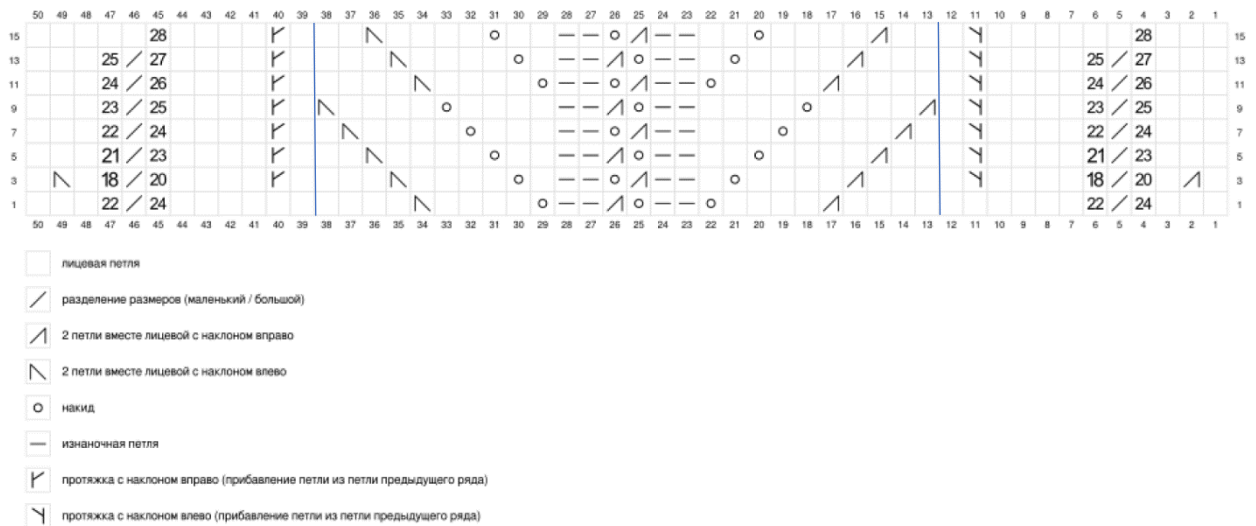 50 49 48 47 46 45 44 43 42 41 40 39 38 37 36 35 34 33 32 31 30 29 28 27 26 25 24 23 22 21 20 19 18 17 16 15 14 13 12 11 10 9 8 7 6 5 4 3 2 1
15 28 28 15
13 25 / 27 25 / 27 13
11 24 / 26 24 / 26 11
9 23 / 25 23 / 25 9
7 22 / 24 22 / 24 7
5 21 / 23 21 / 23 5
3 18 / 20 18 / 20 3
1 22 / 24 22 / 24 1
50 49 48 47 46 45 44 43 42 41 40 39 38 37 36 35 34 33 32 31 30 29 28 27 26 25 24 23 22 21 20 19 18 17 16 15 14 13 12 11 10 9 8 7 6 5 4 3 2 1
лицевая петля
разделение размеров (маленький / большой)
2 петли вместе лицевой с наклоном вправо
2 петли вместе лицевой с наклоном влево
накид
изнаночная петля
протяжка с наклоном вправо (прибавление петли из петли предыдущего ряда)
протяжка с наклоном влево (прибавление петли из петли предыдущего ряда)